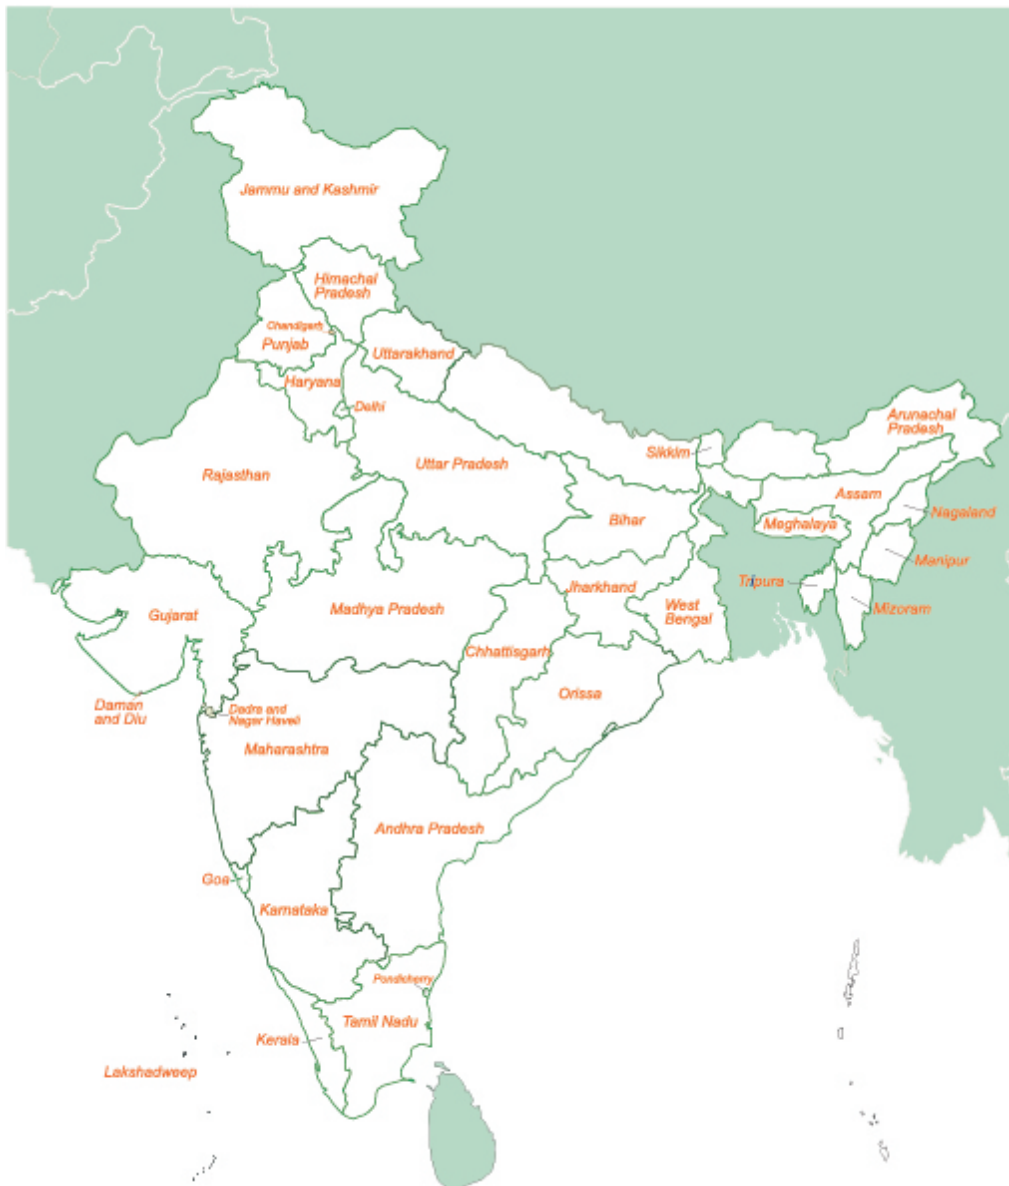 Jammu and Kashmir
Himachal
Pradesh
Chandigarh
Punjab
Uttarakhand
Haryana
Delhi
Arunachal
Pradesh
Sikkim
Uttar Pradesh
Rajasthan
Assam
Nagaland
Bihar
Meghalaya
Manipur
Tripura
Jharkhand
Mizoram
Madhya Pradesh
Gujarat
West
Bengal
Chhattisgarh
Orissa
Daman
and Diu
Dadra and
Nagar Haveli
Maharashtra
Andhra Pradesh
Goa
Karnataka
Pondicherry
Tamil Nadu
Kerala
Lakshadweep